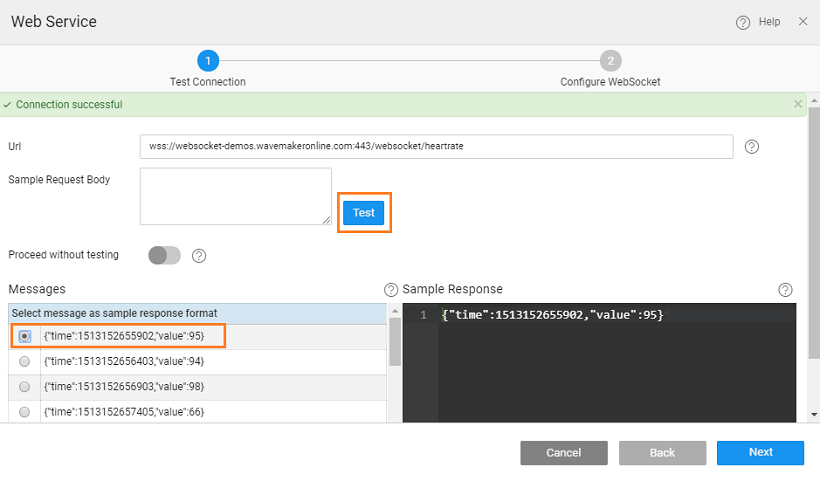 Web Service
Help
1
2
Test Connection
Configure WebSocket
Connection successful
Url
wss://websocket-demos.wavemakeronline.com:443/websocket/heartrate
Sample Request Body
Test
Proceed without testing
Messages
Sample Response
Select message as sample response format
{"time":1513152655902,"value":95}
{"time":1513152656403,"value":94}
{"time":1513152656903,"value":98}
{"time":1513152657405,"value":66}
1 {"time":1513152655902,"value":95}
Cancel
Back
Next